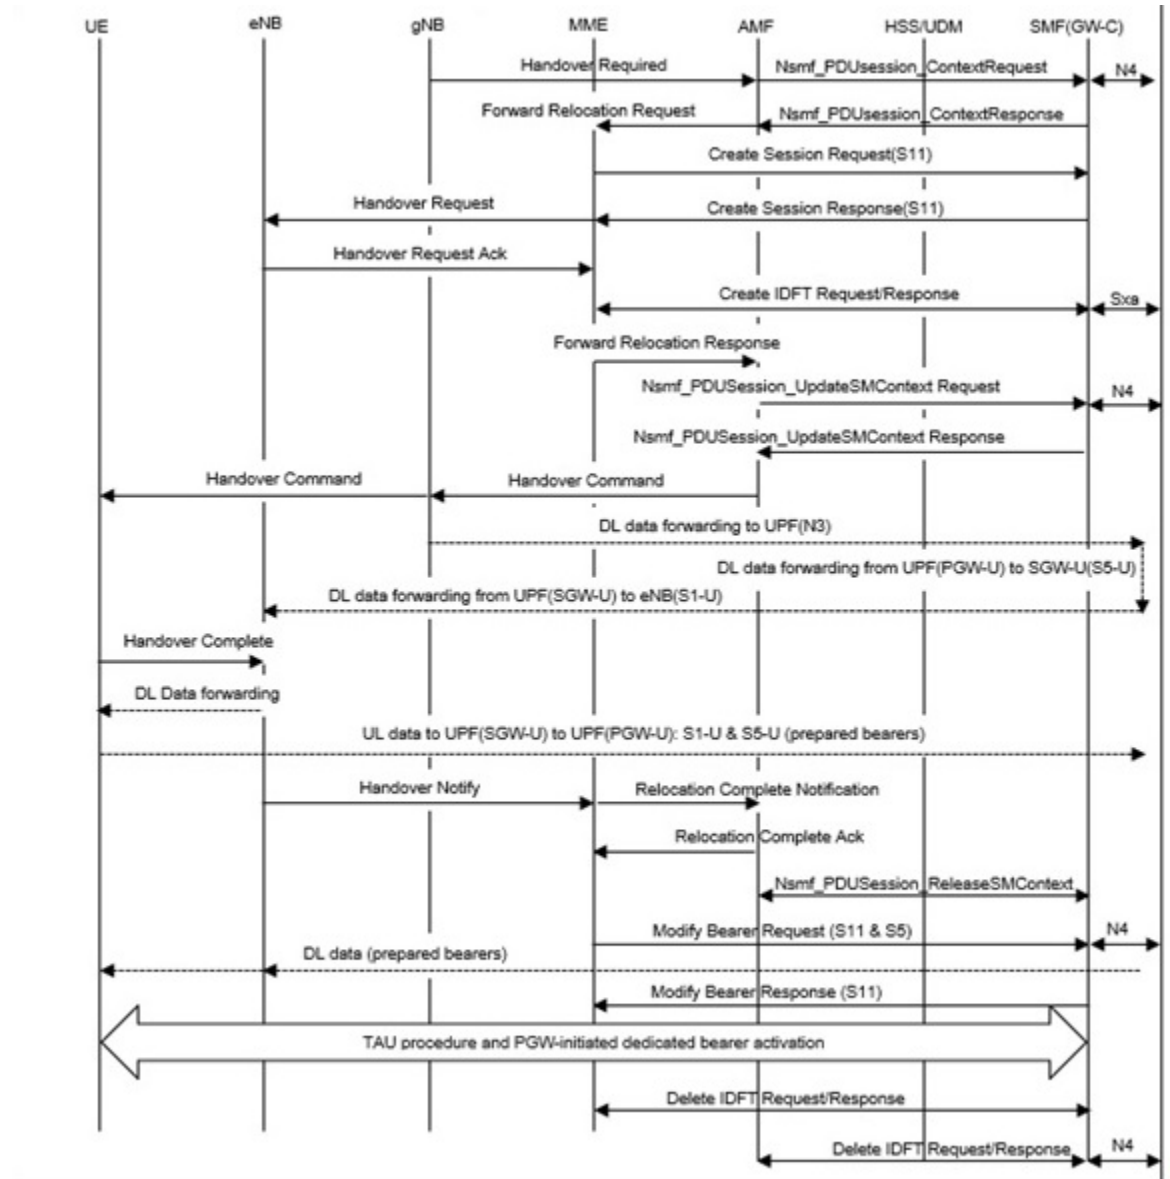 UE eNB gNB MME AMF HSS/UDM SMF(GW-C)
Handover Required Nsmf_PDUsession_ContextRequest N4
Forward Relocation Request Nsmf_PDUsession_ContextResponse
Create Session Request(S11)
Handover Request Create Session Response(S11)
Handover Request Ack
Create IDFT Request/Response Sxa
Forward Relocation Response
Nsmf_PDUSession_UpdateSMContext Request N4
Nsmf_PDUSession_UpdateSMContext Response
Handover Command Handover Command
DL data forwarding to UPF(N3)
DL data forwarding from UPF(PGW-U) to SGW-U(S5-U)
DL data forwarding from UPF(SGW-U) to eNB(S1-U)
Handover Complete
DL Data forwarding
UL data to UPF(SGW-U) to UPF(PGW-U): S1-U & S5-U (prepared bearers)
Handover Notify Relocation Complete Notification
Relocation Complete Ack
Nsmf_PDUSession_ReleaseSMContext
Modify Bearer Request (S11 & S5) N4
DL data (prepared bearers)
Modify Bearer Response (S11)
TAU procedure and PGW-initiated dedicated bearer activation
Delete IDFT Request/Response
Delete IDFT Request/Response N4